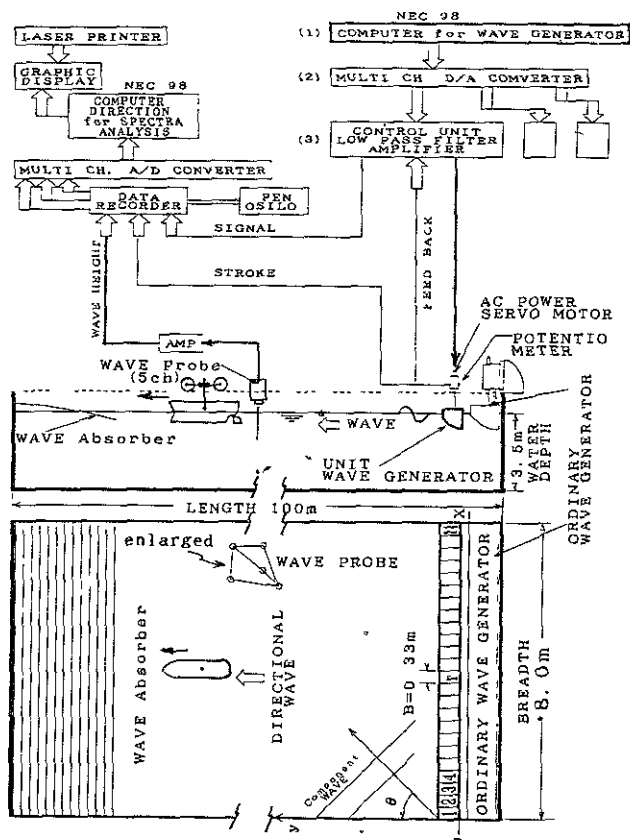 NEC 98
(1) COMPUTER for WAVE GENERATOR
(2) MULTI CH D/A COMVERTER
(3) CONTROL UNIT
LOW PASS FILTER
AMPLIFIER
LASER PRINTER
GRAPHIC
DISPLAY
NEC 98
COMPUTER
DIRECTION
for SPECTRA
ANALYSIS
MULTI CH. A/D CONVERTER
DATA
RECORDER
PEN
OSILO
SIGNAL
STROKE
WAVE HEIGHT
FEED BACK
AC POWER
SERVO MOTOR
POTENTIO
METER
AMP
WAVE Probe
(5ch)
WAVE Absorber
WAVE
UNIT
WAVE GENERATOR
3.5m
WATER
DEPTH
ORDINARY
WAVE GENERATOR
LENGTH 100m
X
enlarged
WAVE PROBE
WAVE Absorber
DIRECTIONAL
WAVE
B=0 33m
ORDINARY WAVE GENERATOR
BREADTH
8.0m
Component
WAVE
θ
y
1 2 3 4